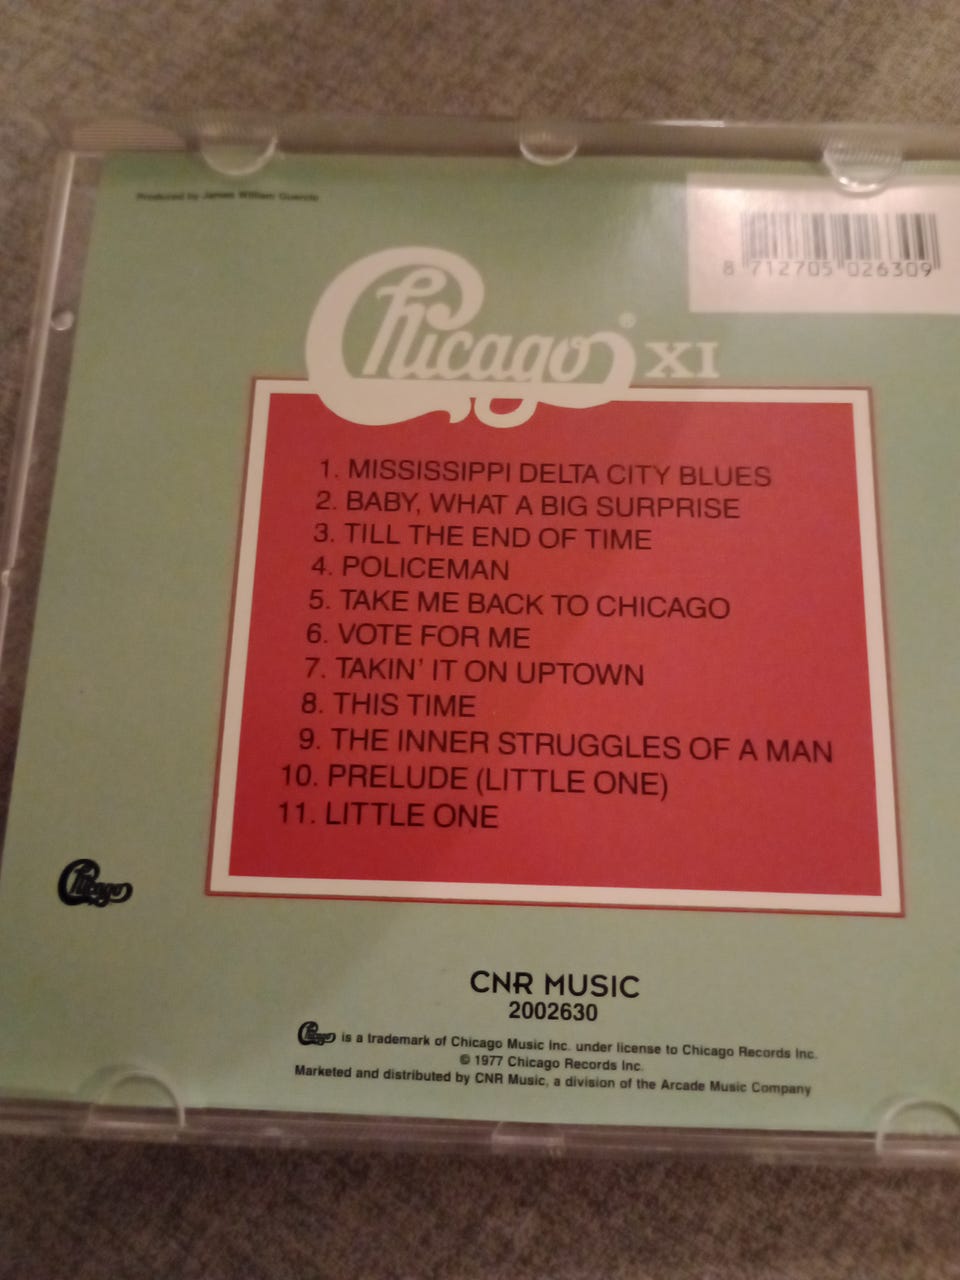 Produced by James William Guercio
8 712705 026309
Chicago® XI
1. MISSISSIPPI DELTA CITY BLUES
2. BABY, WHAT A BIG SURPRISE
3. TILL THE END OF TIME
4. POLICEMAN
5. TAKE ME BACK TO CHICAGO
6. VOTE FOR ME
7. TAKIN' IT ON UPTOWN
8. THIS TIME
9. THE INNER STRUGGLES OF A MAN
10. PRELUDE (LITTLE ONE)
11. LITTLE ONE
Chicago
CNR MUSIC
2002630
Chicago is a trademark of Chicago Music Inc. under license to Chicago Records Inc.
© 1977 Chicago Records Inc.
Marketed and distributed by CNR Music, a division of the Arcade Music Company